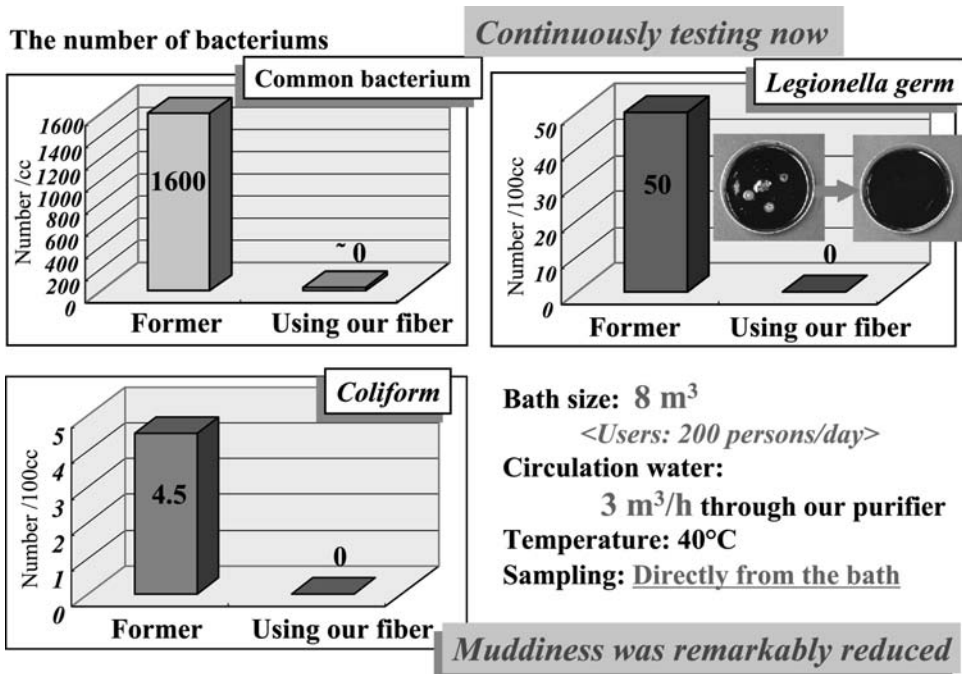 The number of bacteriums
Continuously testing now
Common bacterium
Number /cc
1600
1400
1200
1000
800
600
400
200
0
1600
~ 0
Former
Using our fiber
Legionella germ
Number /100cc
50
40
30
20
10
0
50
0
Former
Using our fiber
Coliform
Number /100cc
5
4
3
2
1
0
4.5
0
Former
Using our fiber
Bath size: 8 m³
<Users: 200 persons/day>
Circulation water:
3 m³/h through our purifier
Temperature: 40°C
Sampling: Directly from the bath
Muddiness was remarkably reduced